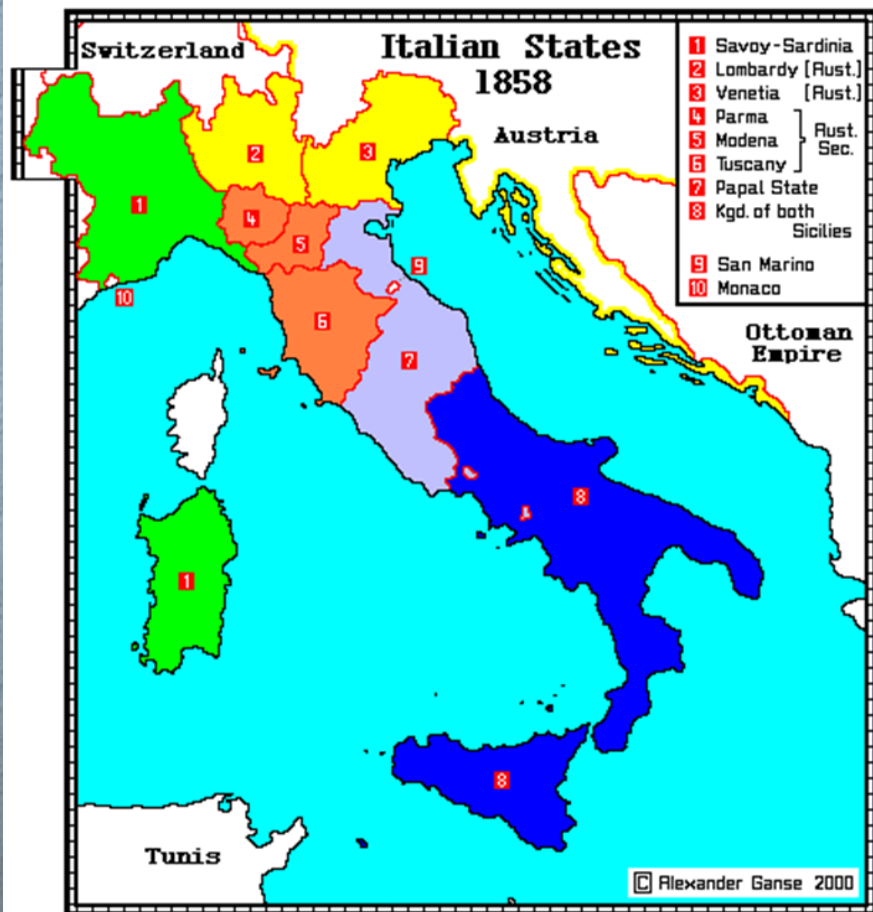 Switzerland
Italian States
1858
Austria
Ottoman
Empire
Tunis
1 Savoy-Sardinia
2 Lombardy [Aust.]
3 Venetia [Aust.]
4 Parma
5 Modena
6 Tuscany
Aust.
Sec.
7 Papal State
8 Kgd. of both
Sicilies
9 San Marino
10 Monaco
1
2
3
4
5
6
7
8
9
10
1
8
C Alexander Ganse 2000